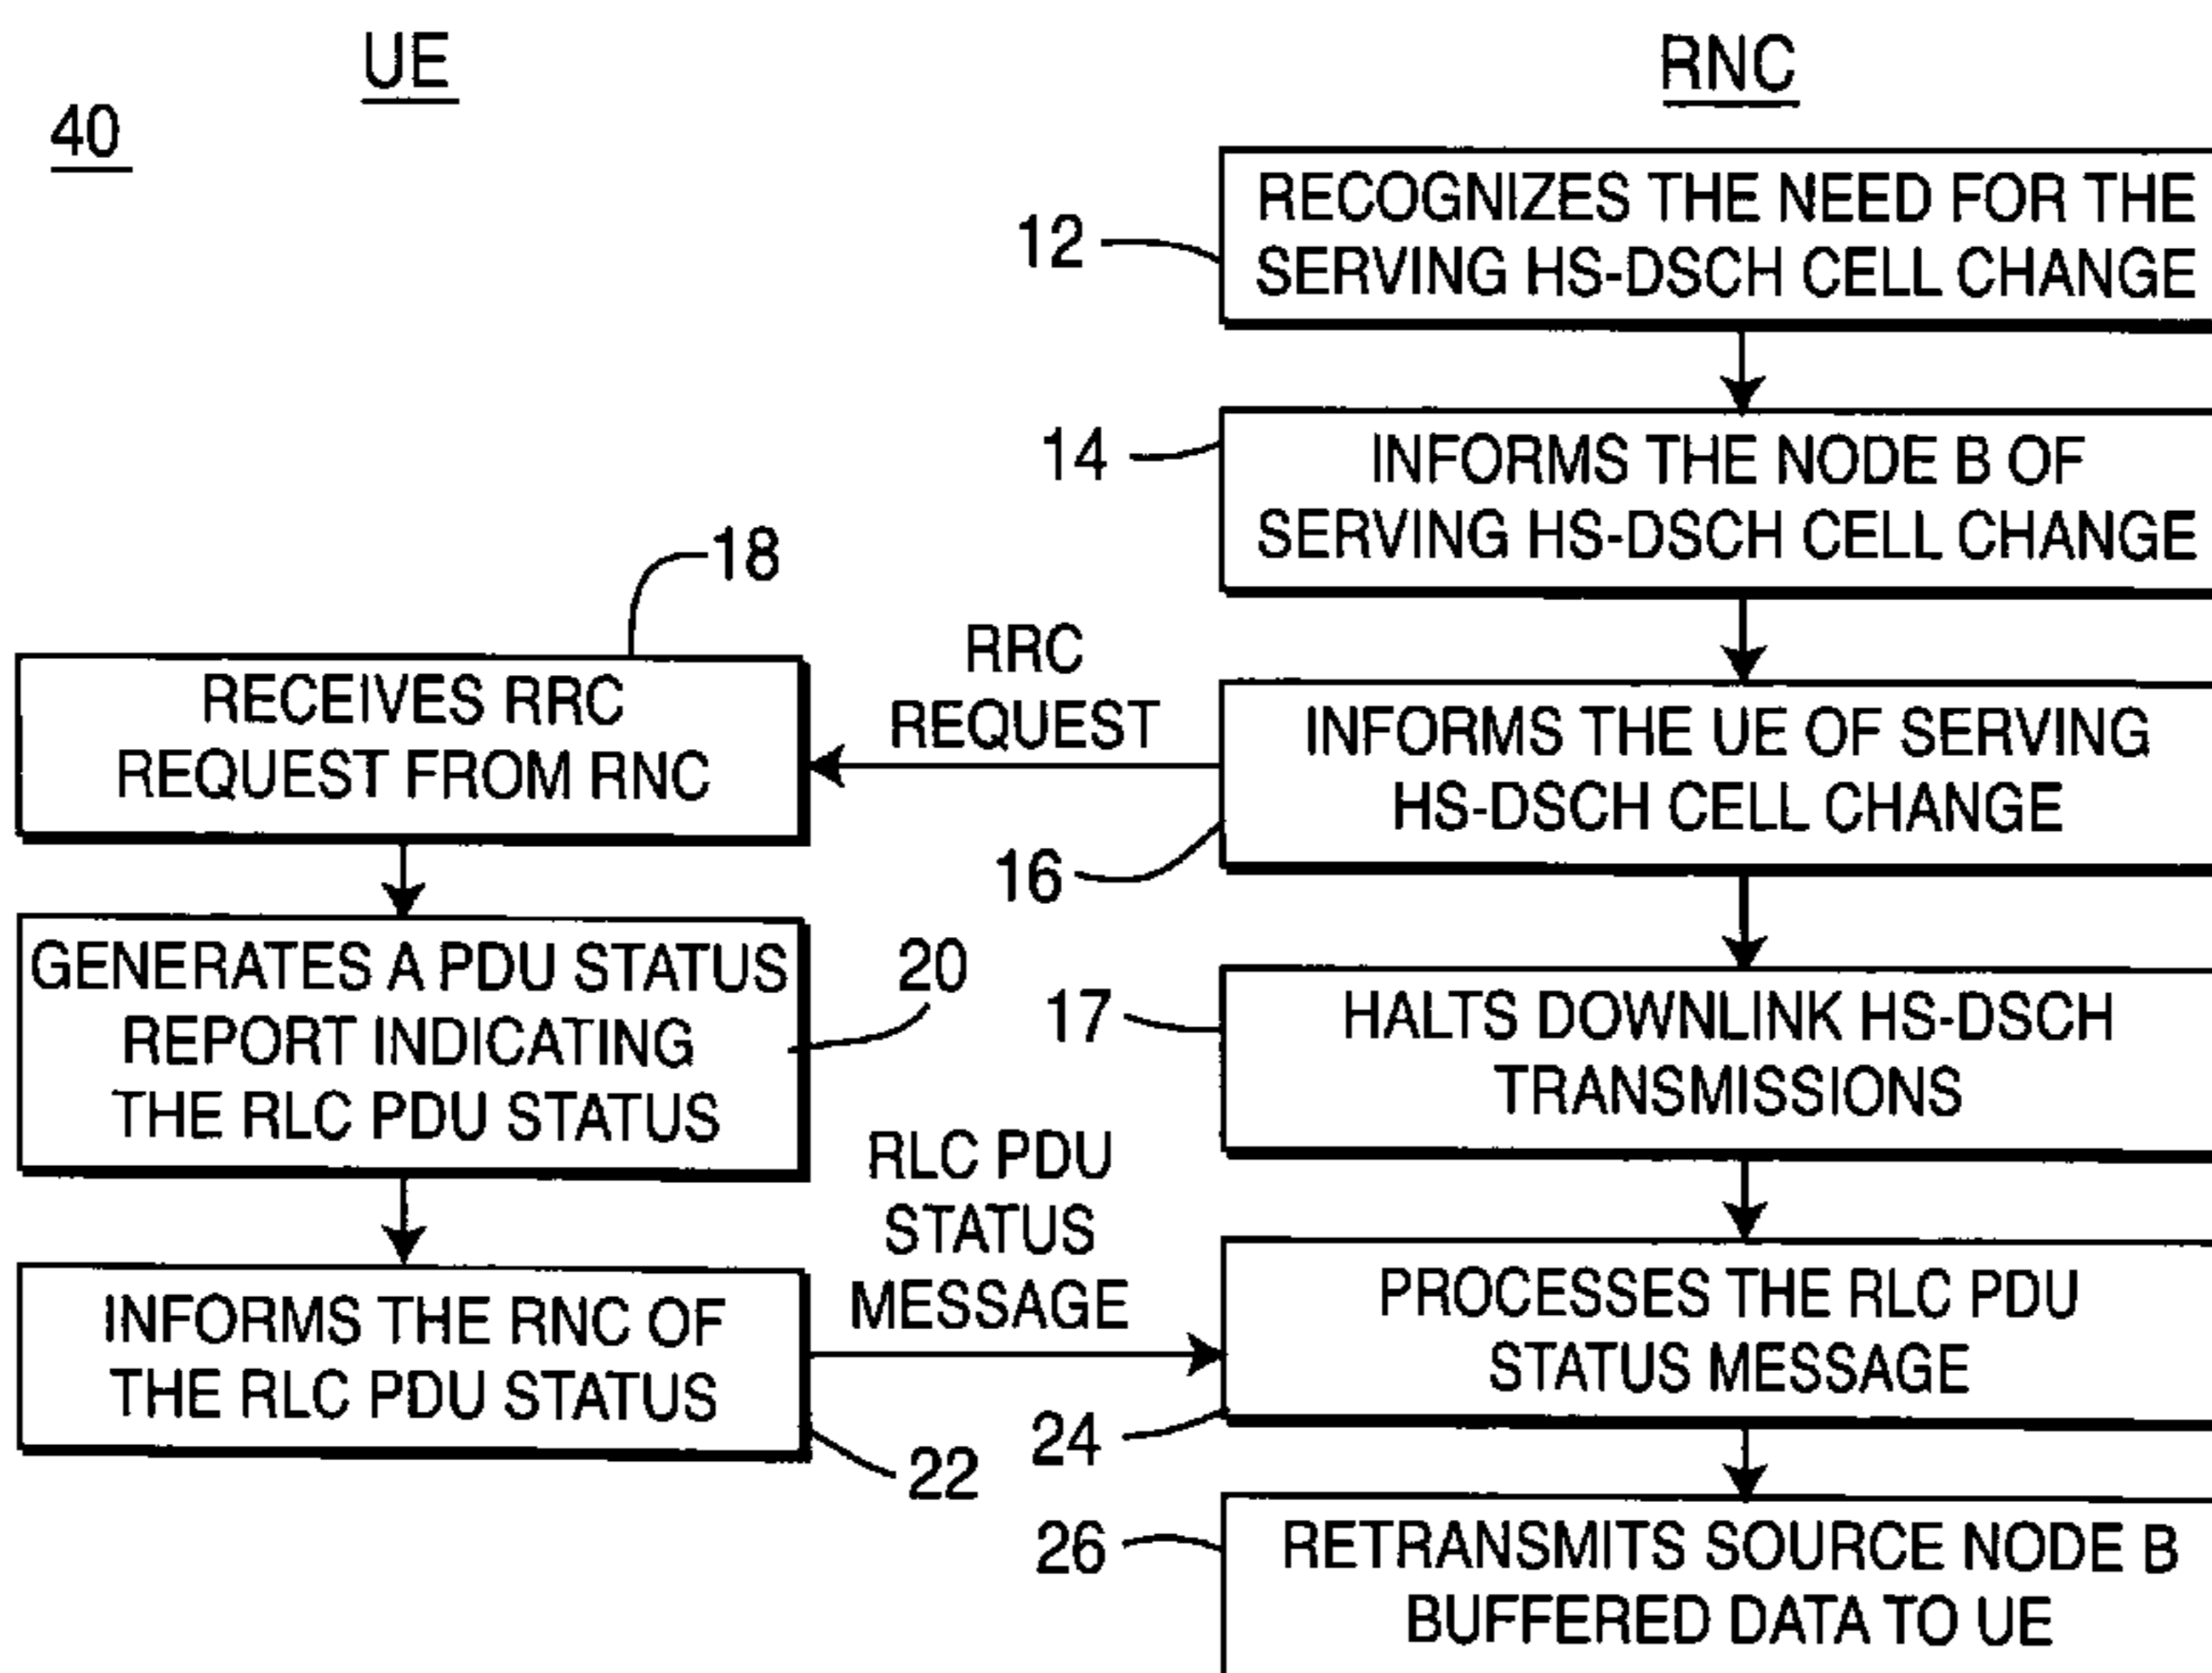 UE
RNC
40
12
RECOGNIZES THE NEED FOR THE
SERVING HS-DSCH CELL CHANGE
14
INFORMS THE NODE B OF
SERVING HS-DSCH CELL CHANGE
18
RECEIVES RRC
REQUEST FROM RNC
RRC
REQUEST
INFORMS THE UE OF SERVING
HS-DSCH CELL CHANGE
16
GENERATES A PDU STATUS
REPORT INDICATING
THE RLC PDU STATUS
20
17
HALTS DOWNLINK HS-DSCH
TRANSMISSIONS
INFORMS THE RNC OF
THE RLC PDU STATUS
22
RLC PDU
STATUS
MESSAGE
PROCESSES THE RLC PDU
STATUS MESSAGE
24
26
RETRANSMITS SOURCE NODE B
BUFFERED DATA TO UE